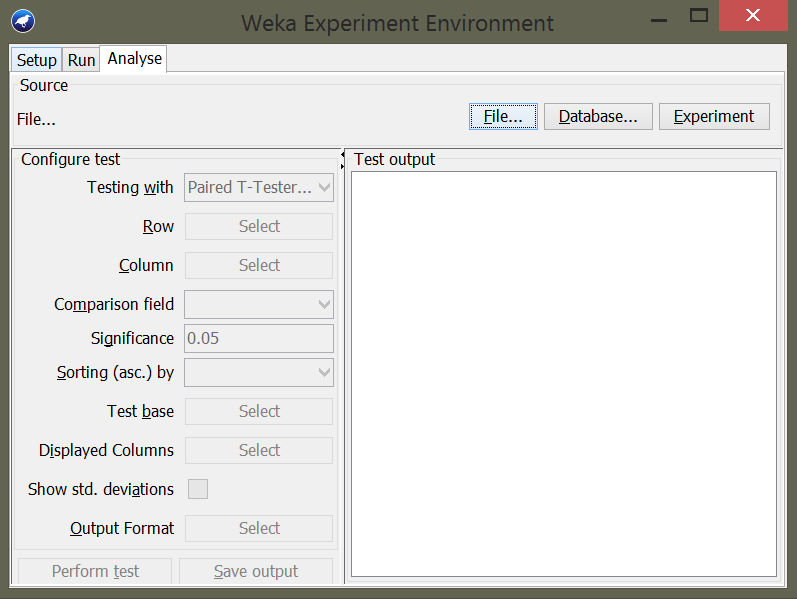 Weka Experiment Environment
Setup Run Analyse
Source
File... File... Database... Experiment
Configure test
Testing with Paired T-Tester...
Row Select
Column Select
Comparison field
Significance 0.05
Sorting (asc.) by
Test base Select
Displayed Columns Select
Show std. deviations
Output Format Select
Perform test Save output
Test output